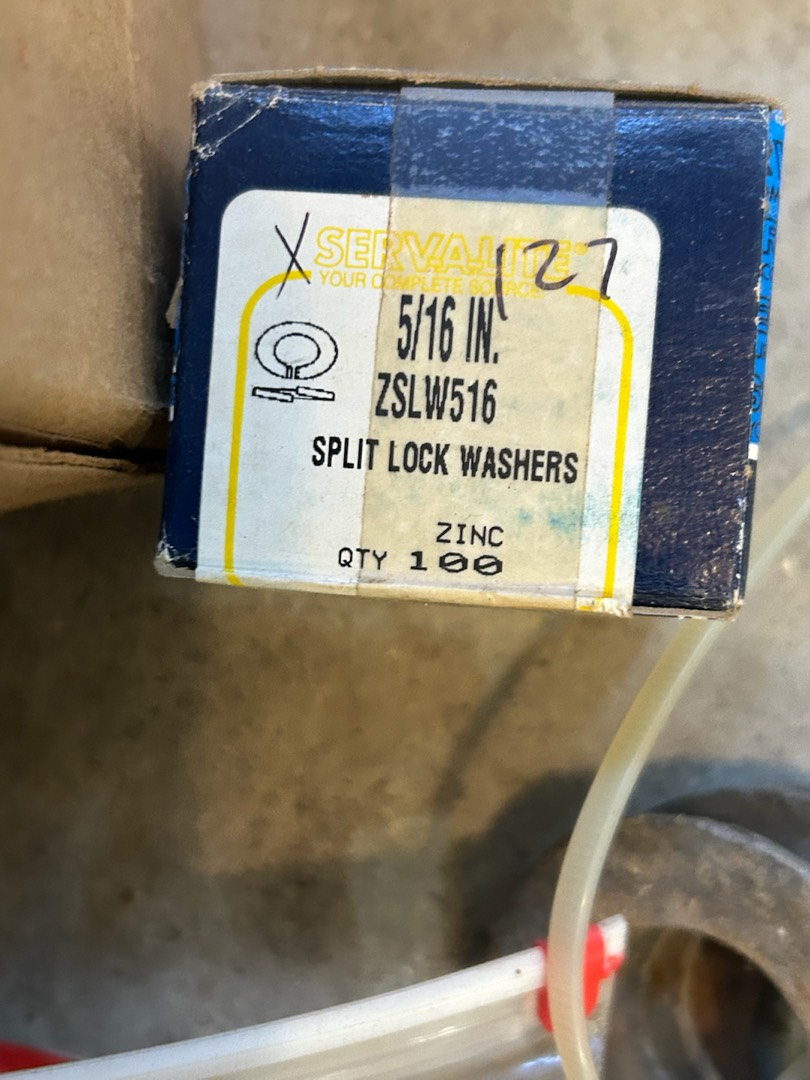 X SERVALITE® 127
YOUR COMPLETE SOURCE
5/16 IN.
ZSLW516
SPLIT LOCK WASHERS
ZINC
QTY 100